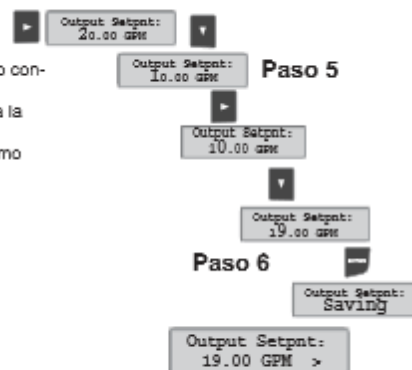 Output Setpnt:
20.00 GPM
o con-
Output Setpnt:
10.00 GPM
Paso 5
a la
Output Setpnt:
10.00 GPM
mo
Output Setpnt:
19.00 GPM
Paso 6
Output Setpnt:
Saving
Output Setpnt:
19.00 GPM >